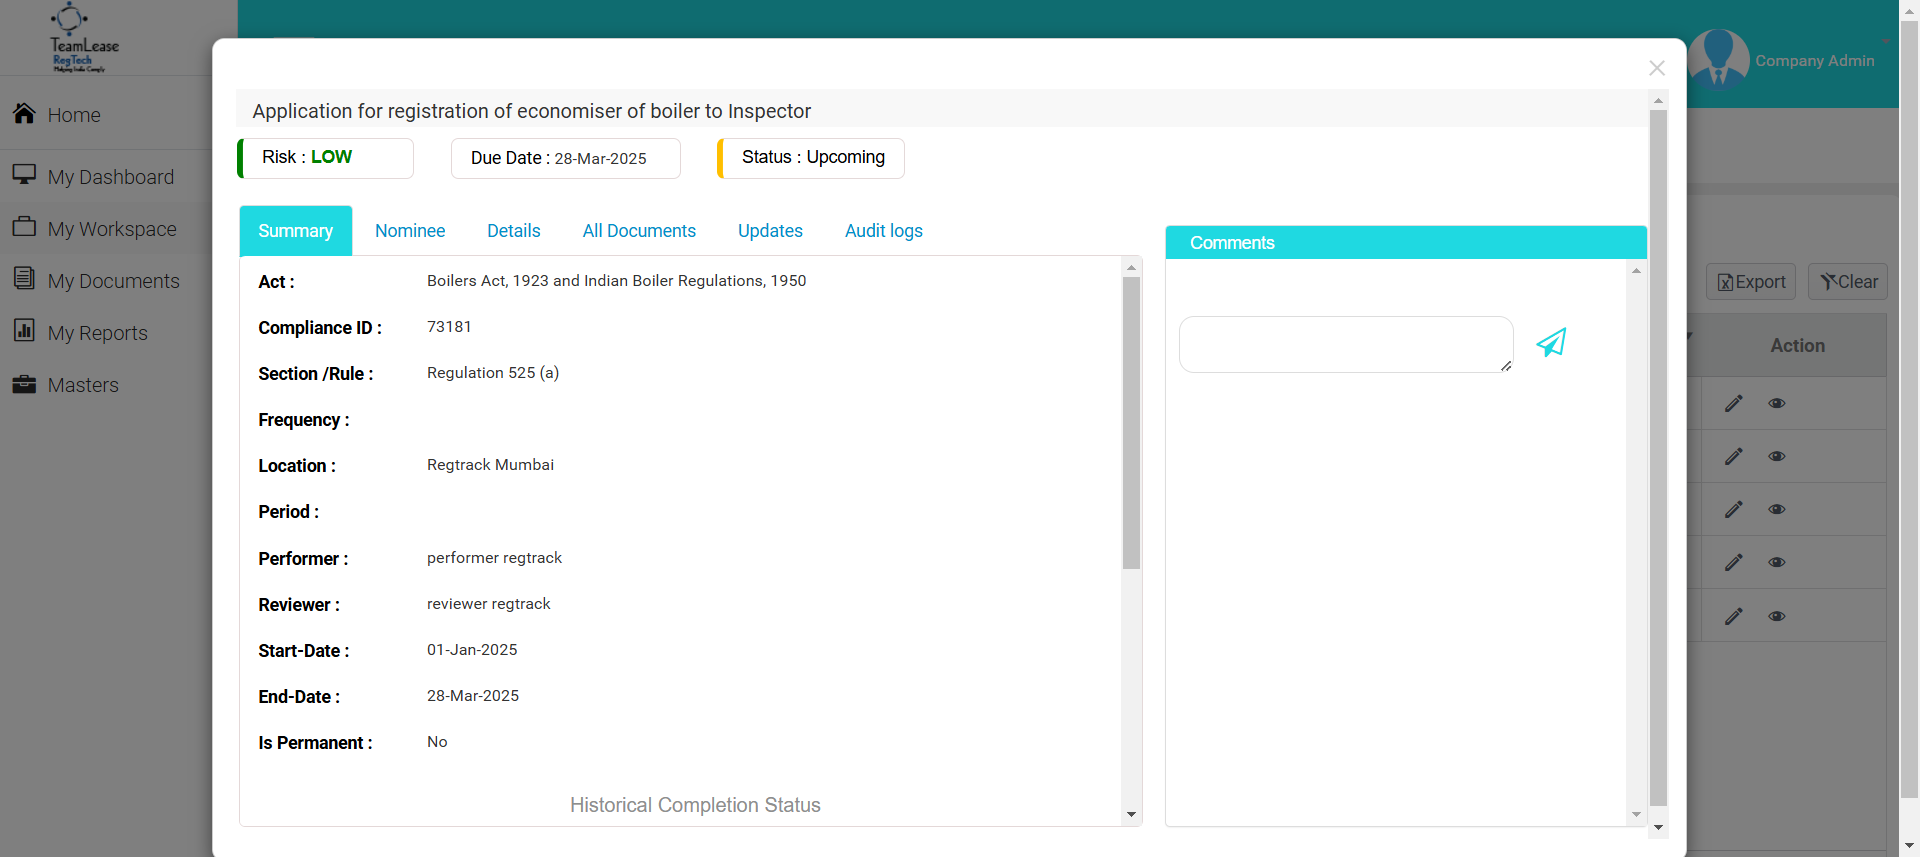 TeamLease
RegTech
Making India Comply
Company Admin
Home
My Dashboard
My Workspace
My Documents
My Reports
Masters
Application for registration of economiser of boiler to Inspector
Risk : LOW
Due Date : 28-Mar-2025
Status : Upcoming
Summary
Nominee
Details
All Documents
Updates
Audit logs
Act : Boilers Act, 1923 and Indian Boiler Regulations, 1950
Compliance ID : 73181
Section /Rule : Regulation 525 (a)
Frequency :
Location : Regtrack Mumbai
Period :
Performer : performer regtrack
Reviewer : reviewer regtrack
Start-Date : 01-Jan-2025
End-Date : 28-Mar-2025
Is Permanent : No
Historical Completion Status
Comments
Export
Clear
Action